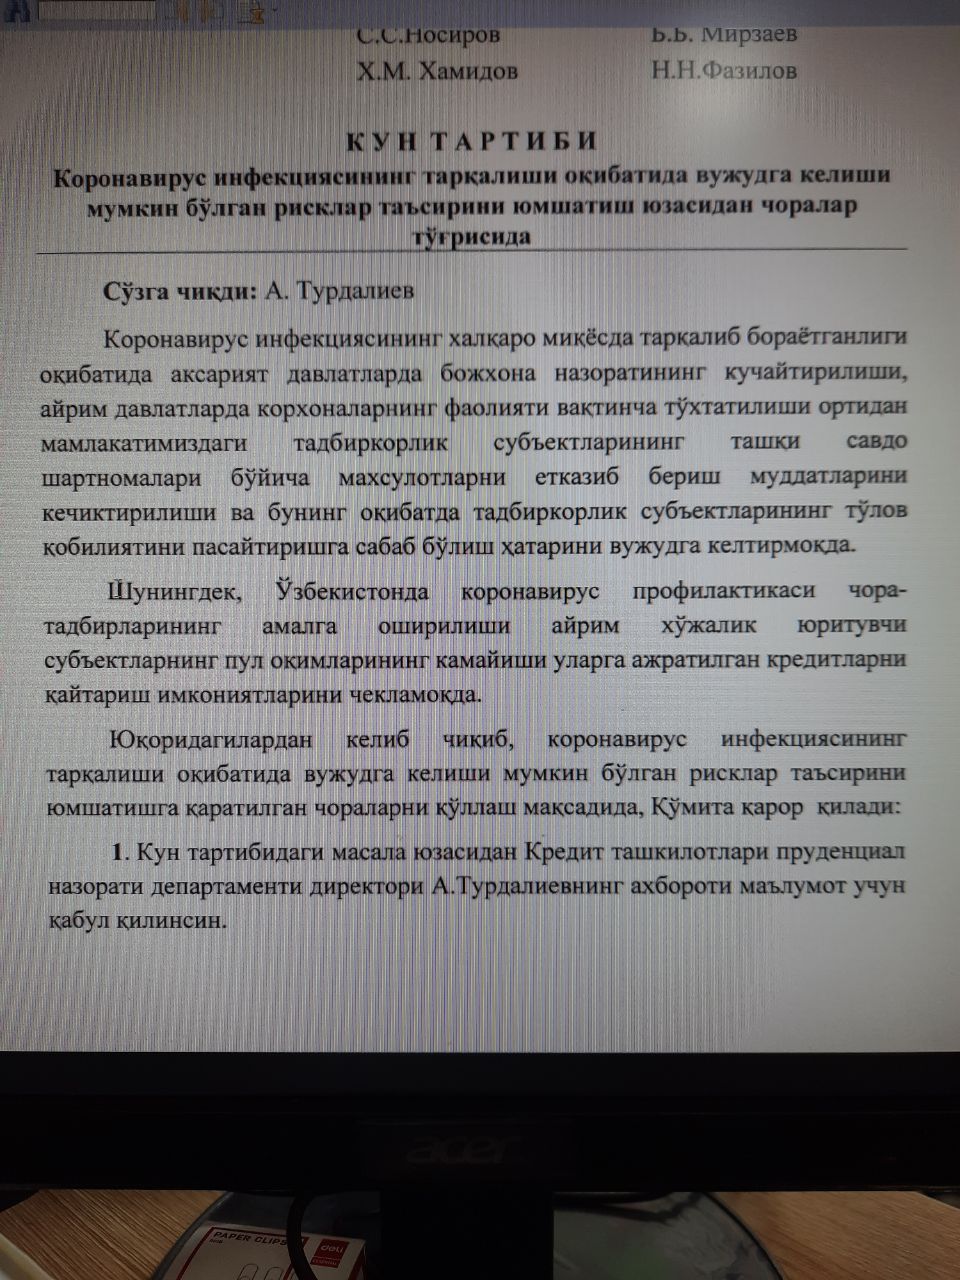 С.С.Носиров Б.Б. Мирзаев
Х.М. Хамидов Н.Н.Фазилов
КУН ТАРТИБИ
Коронавирус инфекциясининг тарқалиши оқибатида вужудга келиши
мумкин бўлган рисклар таъсирини юмшатиш юзасидан чоралар
тўғрисида
Сўзга чиқди: А. Турдалиев
Коронавирус инфекциясининг халқаро миқёсда тарқалиб бораётганлиги
оқибатида аксарият давлатларда божхона назоратининг кучайтирилиши,
айрим давлатларда корхоналарнинг фаолияти вақтинча тўхтатилиши ортидан
мамлакатимиздаги тадбиркорлик субъектларининг ташқи савдо
шартномалари бўйича махсулотларни етказиб бериш муддатларини
кечиктирилиши ва бунинг оқибатда тадбиркорлик субъектларининг тўлов
қобилиятини пасайтиришга сабаб бўлиш ҳатарини вужудга келтирмоқда.
Шунингдек, Ўзбекистонда коронавирус профилактикаси чора-
тадбирларининг амалга оширилиши айрим хўжалик юритувчи
субъектларнинг пул оқимларининг камайиши уларга ажратилган кредитларни
қайтариш имкониятларини чекламоқда.
Юқоридагилардан келиб чиқиб, коронавирус инфекциясининг
тарқалиши оқибатида вужудга келиши мумкин бўлган рисклар таъсирини
юмшатишга қаратилган чораларни қўллаш мақсадида, Қўмита қарор қилади:
1. Кун тартибидаги масала юзасидан Кредит ташкилотлари пруденциал
назорати департаменти директори А.Турдалиевнинг ахбороти маълумот учун
қабул қилинсин.
acer
PAPER CLIPS
deli